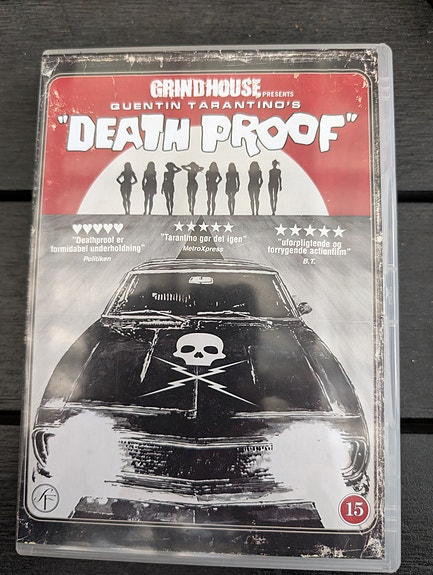 GRINDHOUSE PRESENTS
QUENTIN TARANTINO'S
"DEATH PROOF"
"Deathproof er
formidabel underholdning"
Politiken
"Tarantino gør det igen"
MetroXpress
"uforpligtende og
forrygende actionfilm"
B.T.
SF
15